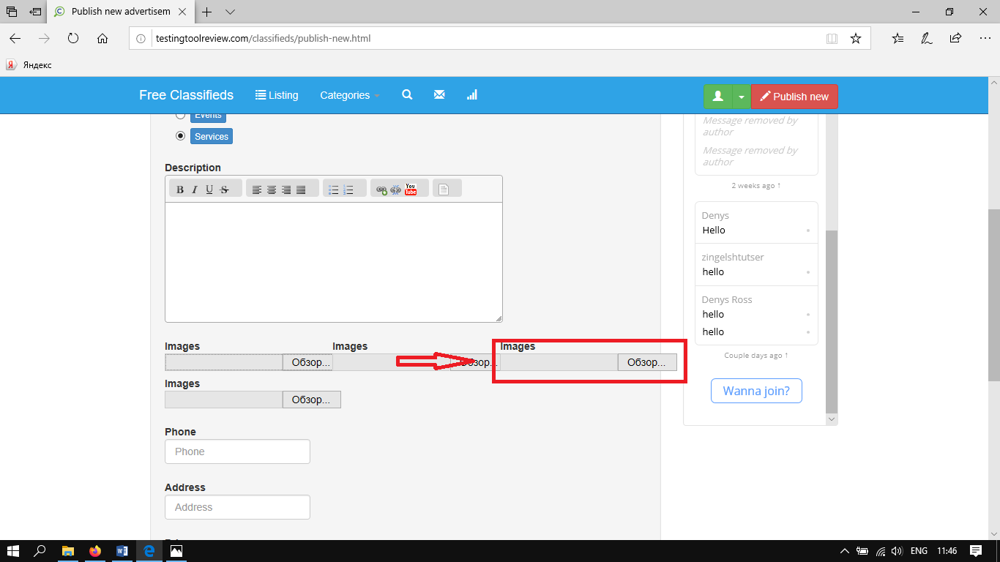 Publish new advertisem
testingtoolreview.com/classifieds/publish-new.html
Яндекс
Free Classifieds Listing Categories Publish new
Events
Services
Description
B I U S
You Tube
Images Images Images
Обзор... Обзор... Обзор...
Images
Обзор...
Phone
Phone
Address
Address
Message removed by
author
Message removed by
author
2 weeks ago ↑
Denys
Hello
zingelshtutser
hello
Denys Ross
hello
hello
Couple days ago ↑
Wanna join?
ENG 11:46